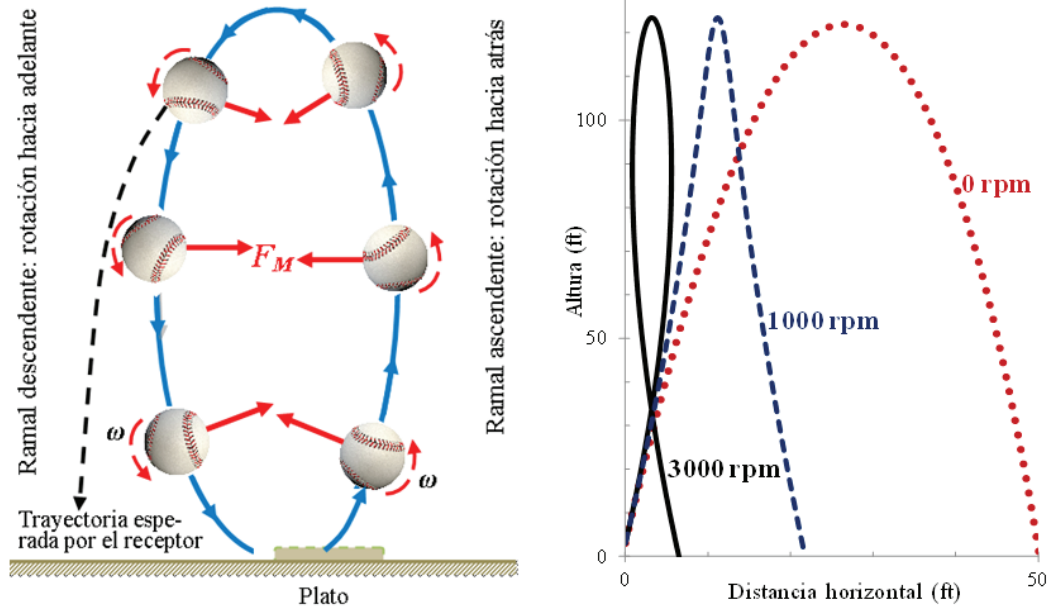 Ramal descendente: rotación hacia adelante
F_M
Ramal ascendente: rotación hacia atrás
ω
ω
Trayectoria espe-
rada por el receptor
Plato
Altura (ft)
100
50
0
0 rpm
1000 rpm
3000 rpm
0
50
Distancia horizontal (ft)